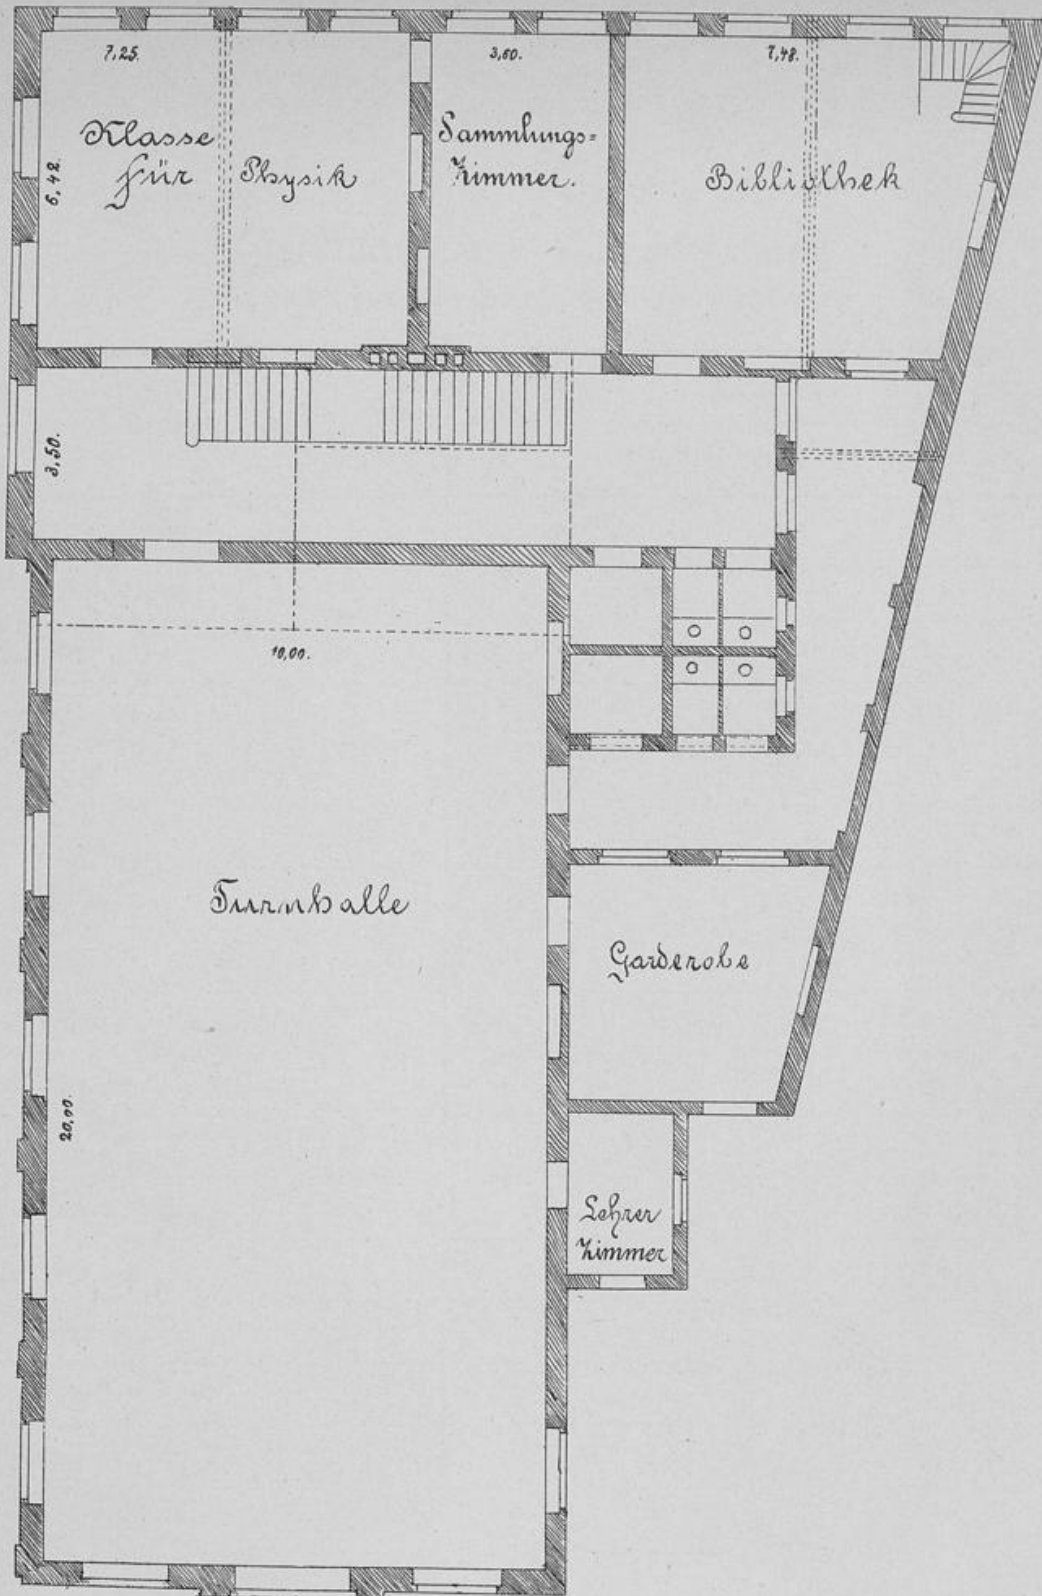 7,25.
3,60.
7,48.
Klasse
für Physik
Sammlungs=
Zimmer.
Bibliothek
6,42.
3,50.
10,00.
Turnhalle
Garderobe
20,00.
Lehrer
Zimmer